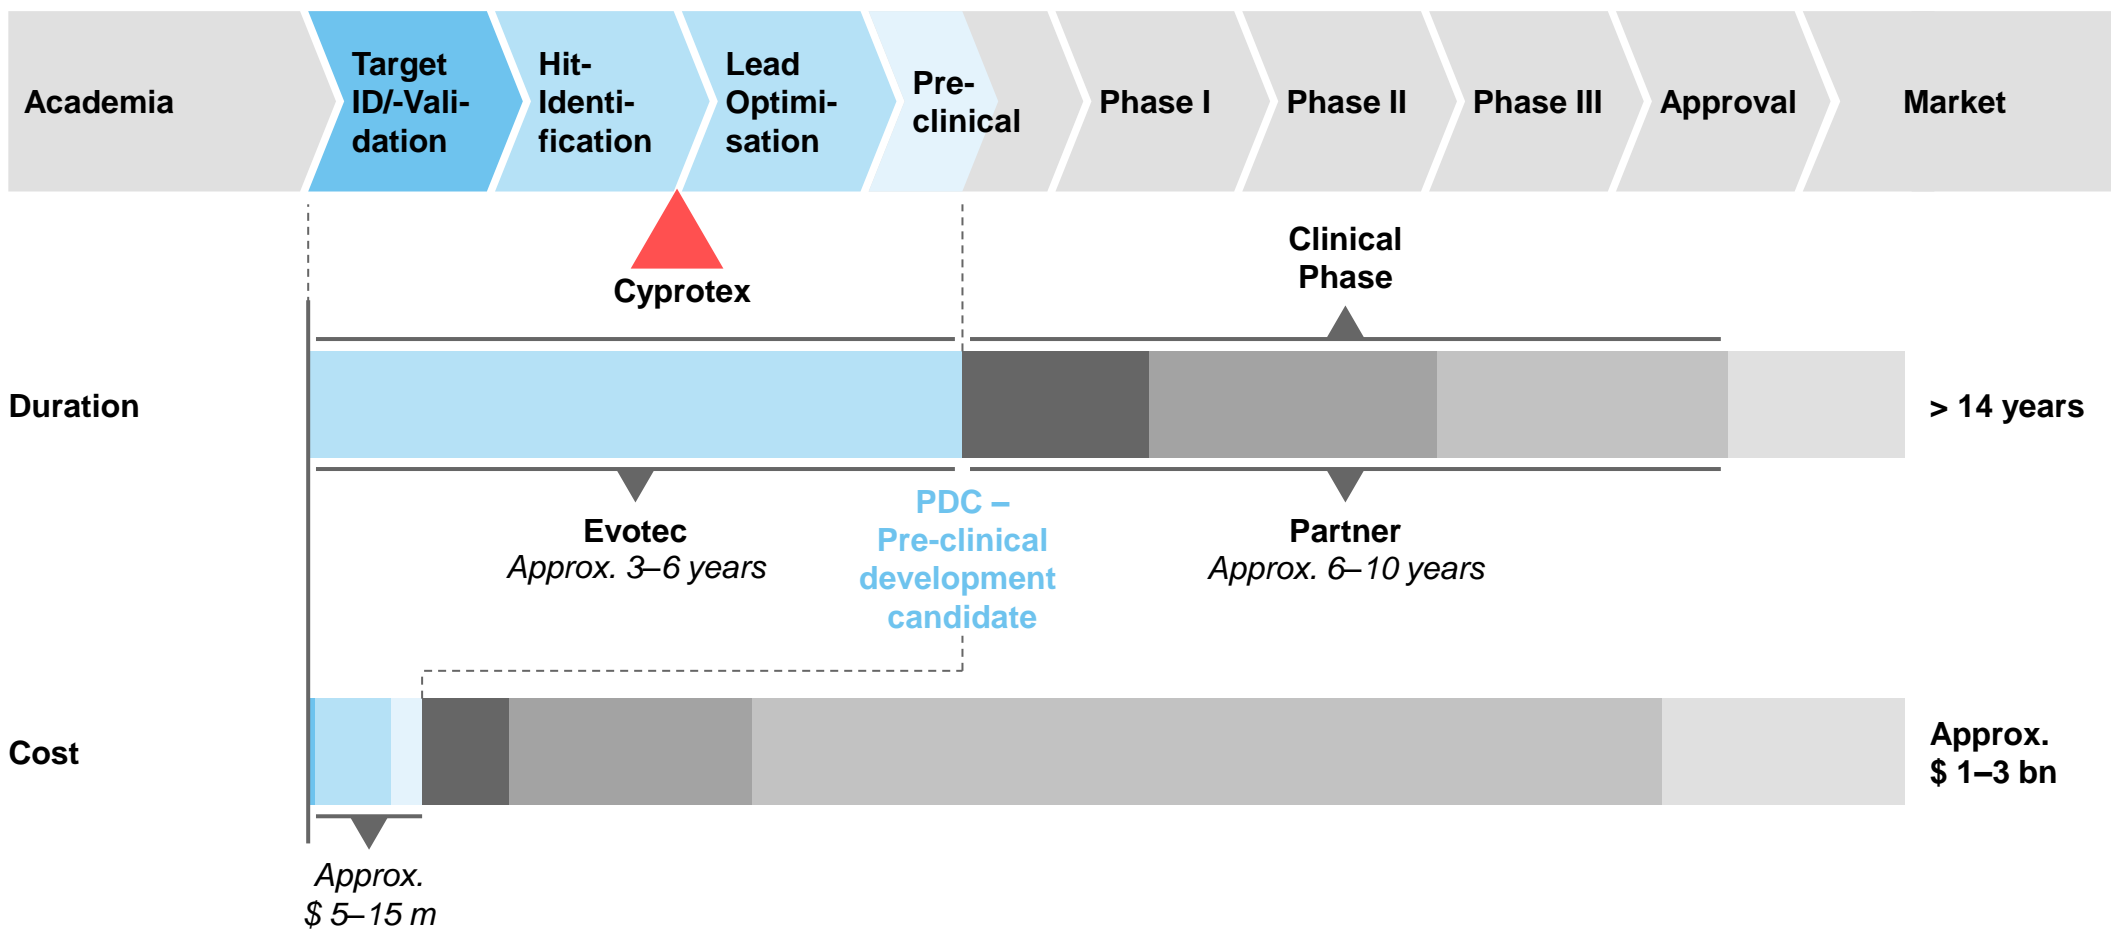 Academia
Target
ID/-Vali-
dation
Hit-
Identi-
fication
Lead
Optimi-
sation
Pre-
clinical
Phase I
Phase II
Phase III
Approval
Market
Cyprotex
Clinical
Phase
Duration
> 14 years
Evotec
Approx. 3–6 years
PDC –
Pre-clinical
development
candidate
Partner
Approx. 6–10 years
Cost
Approx.
$ 1–3 bn
Approx.
$ 5–15 m